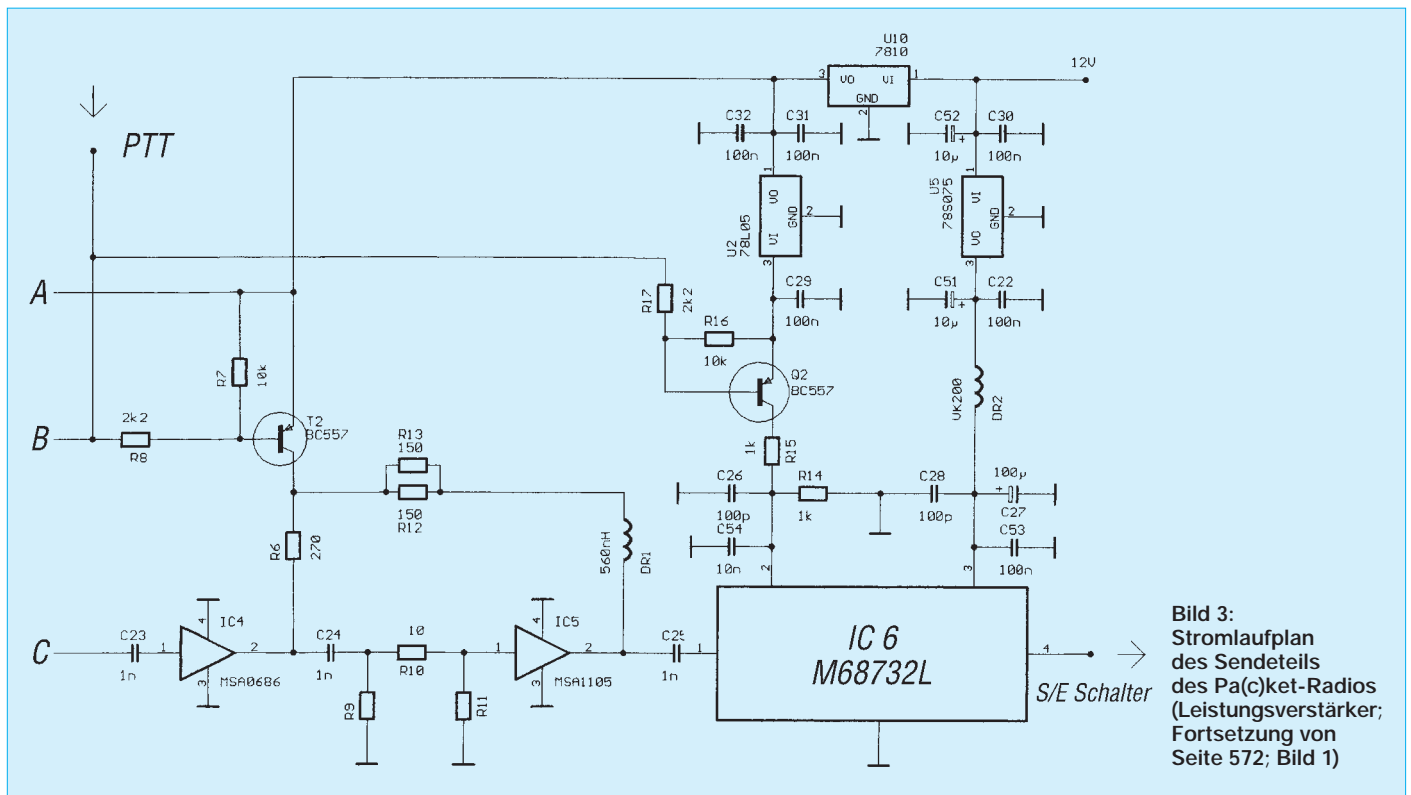 U10
7810
12V
3
VO
VI
1
GND
2
PTT
C32
C31
100n
100n
C52
C30
10µ
+
100n
1
U2
78L05
VO
GND
2
VI
3
1
U5
78S075
VI
GND
2
VO
3
A
R17
2k2
C29
100n
C51
C22
10µ
+
100n
R16
10k
R7
10k
Q2
BC557
VK200
DR2
B
2k2
R8
T2
BC557
R13
150
150
R12
1k
R15
C26
100p
R14
1k
C28
100p
100µ
+
C27
C54
10n
C53
100n
R6
270
560nH
DR1
2
3
C
C23
1n
1
4
IC4
2
3
MSA0686
C24
1n
10
R10
R9
R11
1
4
IC5
2
3
MSA1105
C25
1n
1
IC 6
M68732L
4
S/E Schalter
Bild 3:
Stromlaufplan
des Sendeteils
des Pa(c)ket-Radios
(Leistungsverstärker;
Fortsetzung von
Seite 572; Bild 1)